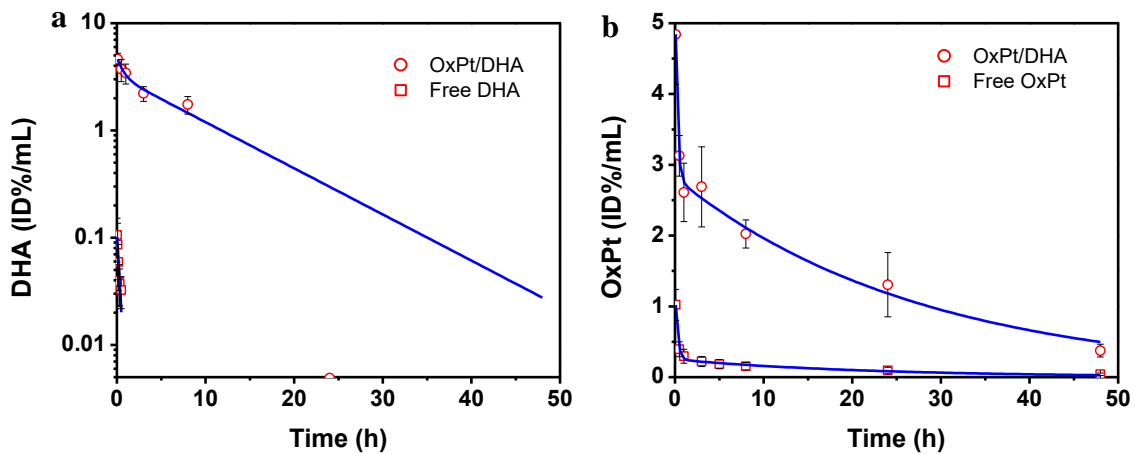 a
10
1
0.1
0.01
DHA (ID%/mL)
OxPt/DHA
Free DHA
0 10 20 30 40 50
Time (h)
b
5
4
3
2
1
0
OxPt (ID%/mL)
OxPt/DHA
Free OxPt
0 10 20 30 40 50
Time (h)